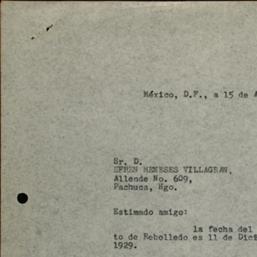 México, D.F., a 15 de A
Sr. D.
EFREN MENESES VILLAGRAN,
Allende No. 609,
Pachuca, Hgo.
Estimado amigo:
la fecha del
to de Rebolledo es 11 de Dici
1929.